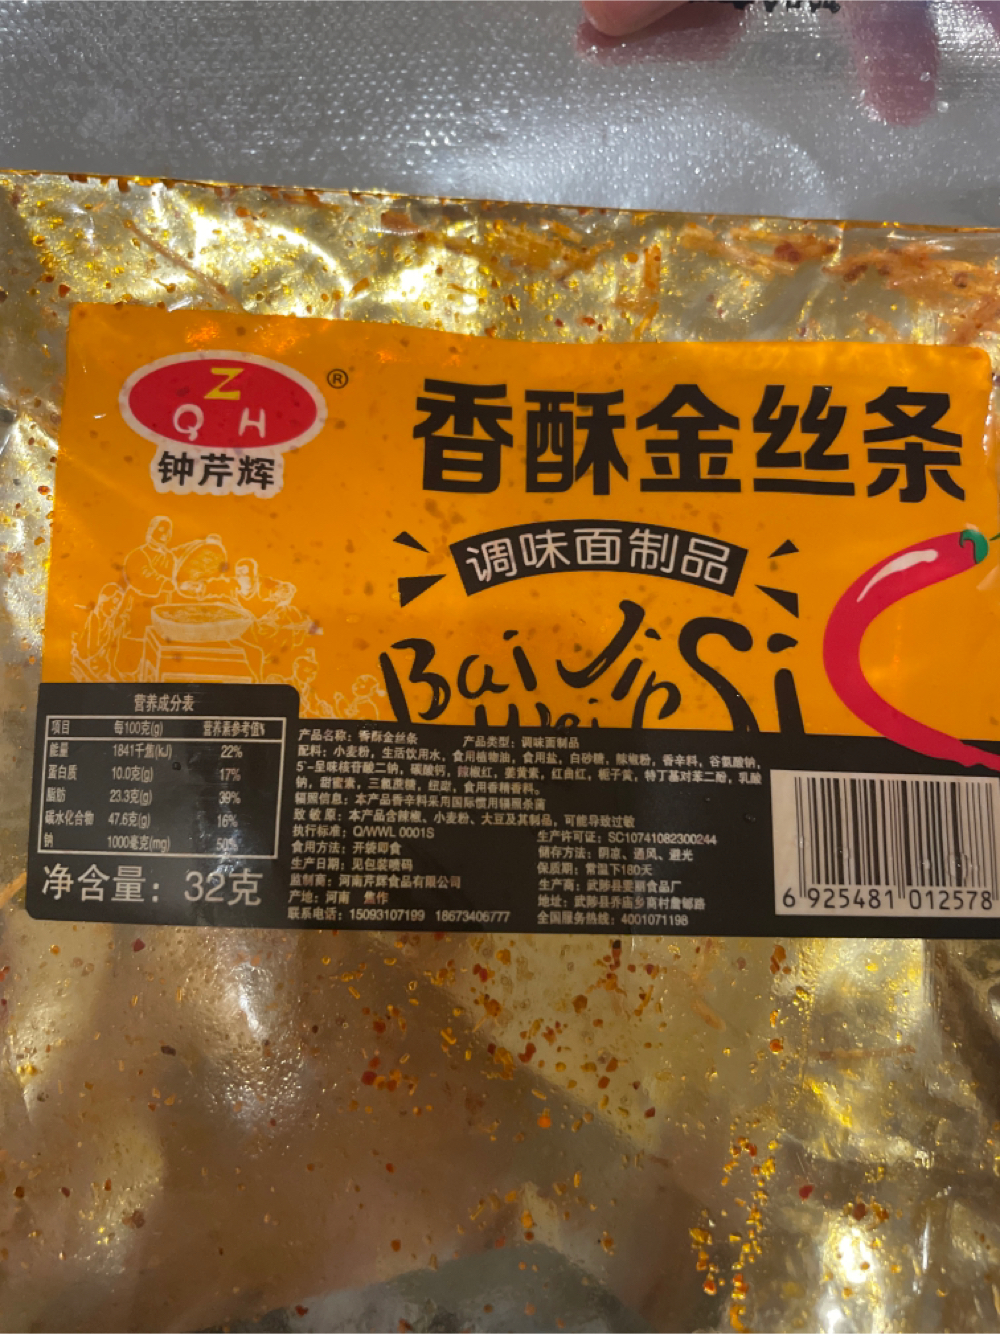 Z
Q H
®
钟芹辉
香酥金丝条
调味面制品
Bai Jin Si
Wei
营养成分表
项目 每100克(g) 营养素参考值%
能量 1841千焦(kJ) 22%
蛋白质 10.0克(g) 17%
脂肪 23.3克(g) 39%
碳水化合物 47.6克(g) 16%
钠 1000毫克(mg) 50%
净含量：32克
产品名称：香酥金丝条 产品类型：调味面制品
配料：小麦粉，生活饮用水，食用植物油，食用盐，白砂糖，辣椒粉，香辛料，谷氨酸钠，
5′-呈味核苷酸二钠，碳酸钙，辣椒红，姜黄素，红曲红，栀子黄，特丁基对苯二酚，乳酸
钠，甜蜜素，三氯蔗糖，纽甜，食用香精香料。
辐照信息：本产品香辛料采用国际惯用辐照杀菌
致敏原：本产品含辣椒、小麦粉、大豆及其制品，可能导致过敏
执行标准：Q/WWL 0001S
食用方法：开袋即食
生产日期：见包装喷码
监制商：河南芹辉食品有限公司
产地：河南 焦作
联系电话：15093107199 18673406777
生产许可证：SC10741082300244
储存方法：阴凉、通风、避光
保质期：常温下180天
生产商：武陟县雯丽食品厂
地址：武陟县乔庙乡商村詹郇路
全国服务热线：4001071198
6 925481 012578